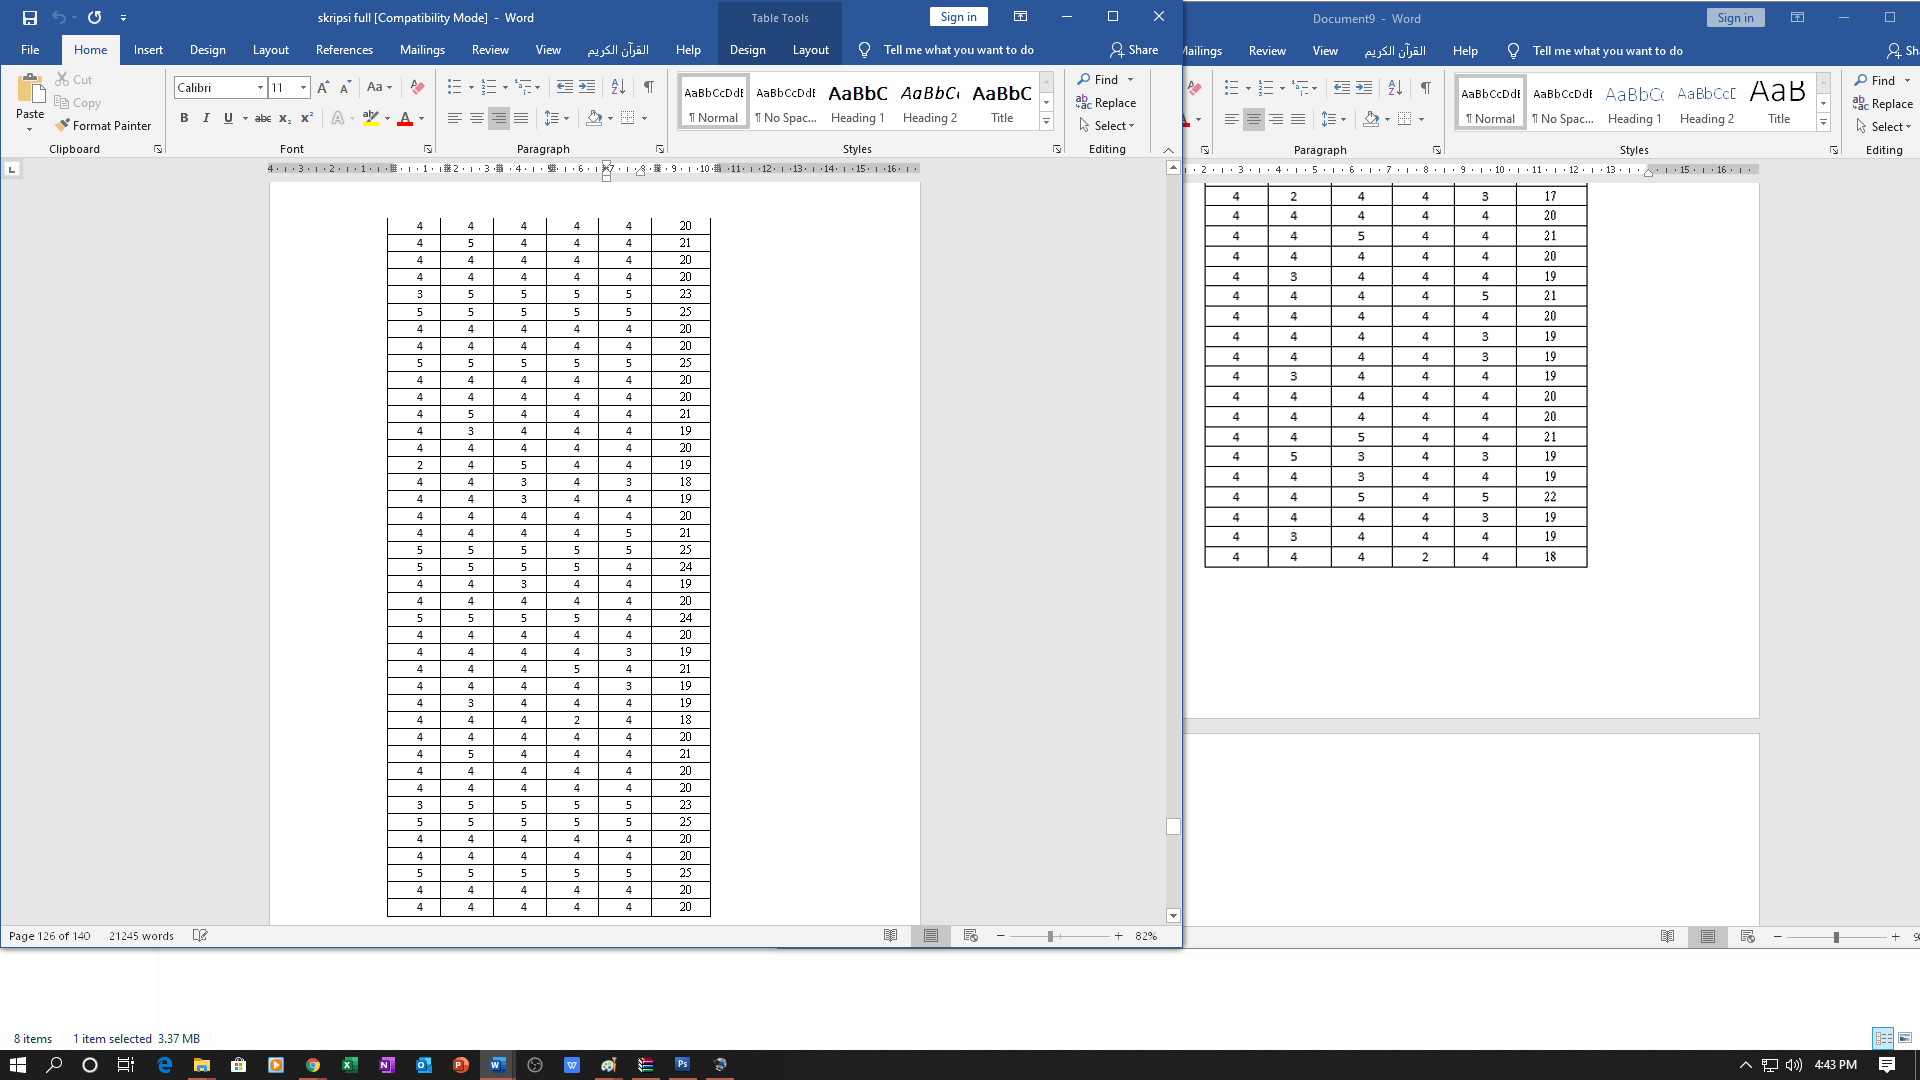 skripsi full [Compatibility Mode] - Word
Table Tools
Sign in
Document9 - Word
Sign in
File Home Insert Design Layout References Mailings Review View القرآن الكريم Help Design Layout Tell me what you want to do Share
Mailings Review View القرآن الكريم Help Tell me what you want to do
Paste
Cut
Copy
Format Painter
Clipboard
Calibri 11
Font
Paragraph
AaBbCcDdE ¶ Normal
AaBbCcDdE ¶ No Spac...
AaBbC Heading 1
AaBbC Heading 2
AaBbC Title
Styles
Find
Replace
Select
Editing
Paragraph
¶ Normal
¶ No Spac...
Heading 1
Heading 2
Title
Styles
Find
Replace
Select
Editing
4 4 4 4 4 20
4 5 4 4 4 21
4 4 4 4 4 20
4 4 4 4 4 20
3 5 5 5 5 23
5 5 5 5 5 25
4 4 4 4 4 20
4 4 4 4 4 20
5 5 5 5 5 25
4 4 4 4 4 20
4 4 4 4 4 20
4 5 4 4 4 21
4 3 4 4 4 19
4 4 4 4 4 20
2 4 5 4 4 19
4 4 3 4 3 18
4 4 3 4 4 19
4 4 4 4 4 20
4 4 4 4 5 21
5 5 5 5 5 25
5 5 5 5 4 24
4 4 3 4 4 19
4 4 4 4 4 20
5 5 5 5 4 24
4 4 4 4 4 20
4 4 4 4 3 19
4 4 4 5 4 21
4 4 4 4 3 19
4 3 4 4 4 19
4 4 4 2 4 18
4 4 4 4 4 20
4 5 4 4 4 21
4 4 4 4 4 20
4 4 4 4 4 20
3 5 5 5 5 23
5 5 5 5 5 25
4 4 4 4 4 20
4 4 4 4 4 20
5 5 5 5 5 25
4 4 4 4 4 20
4 4 4 4 4 20
4 2 4 4 3 17
4 4 4 4 4 20
4 4 5 4 4 21
4 4 4 4 4 20
4 3 4 4 4 19
4 4 4 4 5 21
4 4 4 4 4 20
4 4 4 4 3 19
4 4 4 4 3 19
4 3 4 4 4 19
4 4 4 4 4 20
4 4 4 4 4 20
4 4 5 4 4 21
4 5 3 4 3 19
4 4 3 4 4 19
4 4 5 4 5 22
4 4 4 4 3 19
4 3 4 4 4 19
4 4 4 2 4 18
Page 126 of 140 21245 words
82%
8 items 1 item selected 3.37 MB
4:43 PM